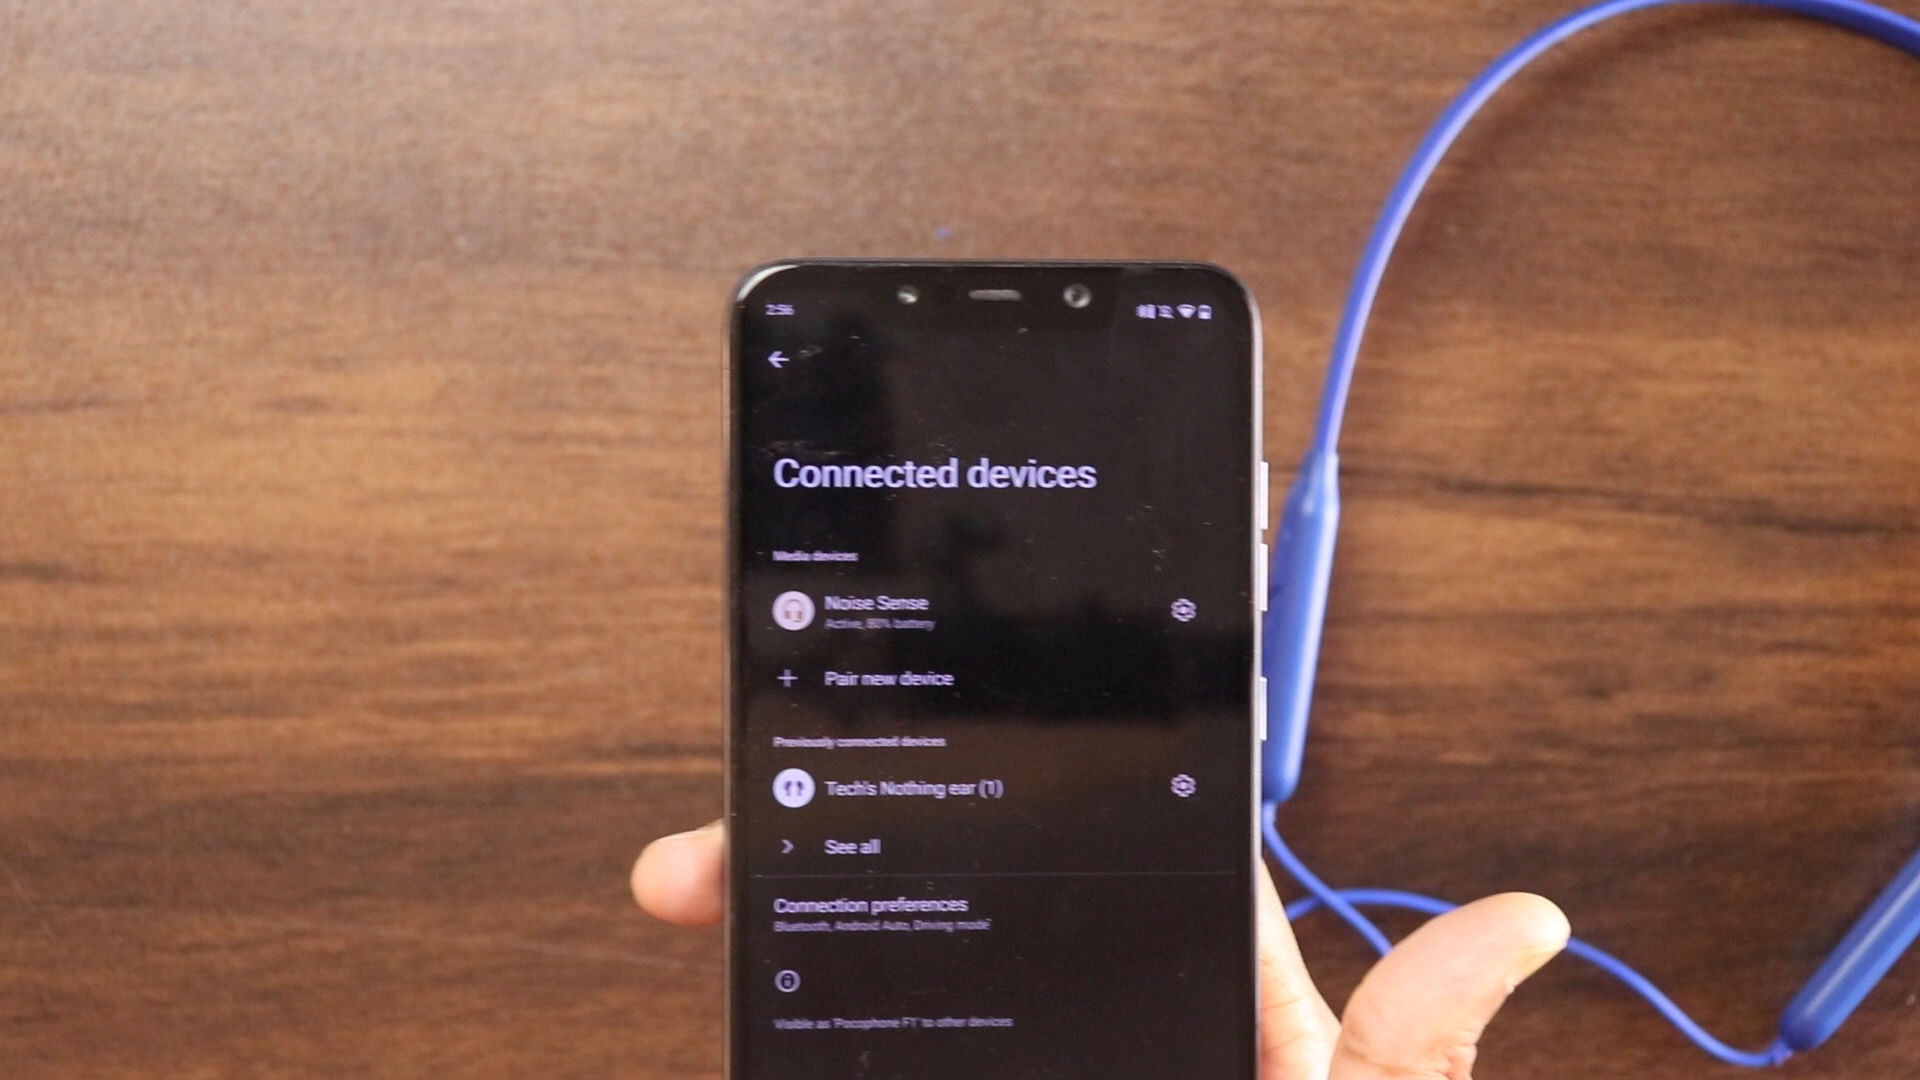 2:56
Connected devices
Media devices
Noise Sense
Active, 80% battery
Pair new device
Previously connected devices
Tech's Nothing ear (1)
See all
Connection preferences
Bluetooth, Android Auto, Driving mode
Visible as 'Pocophone F1' to other devices